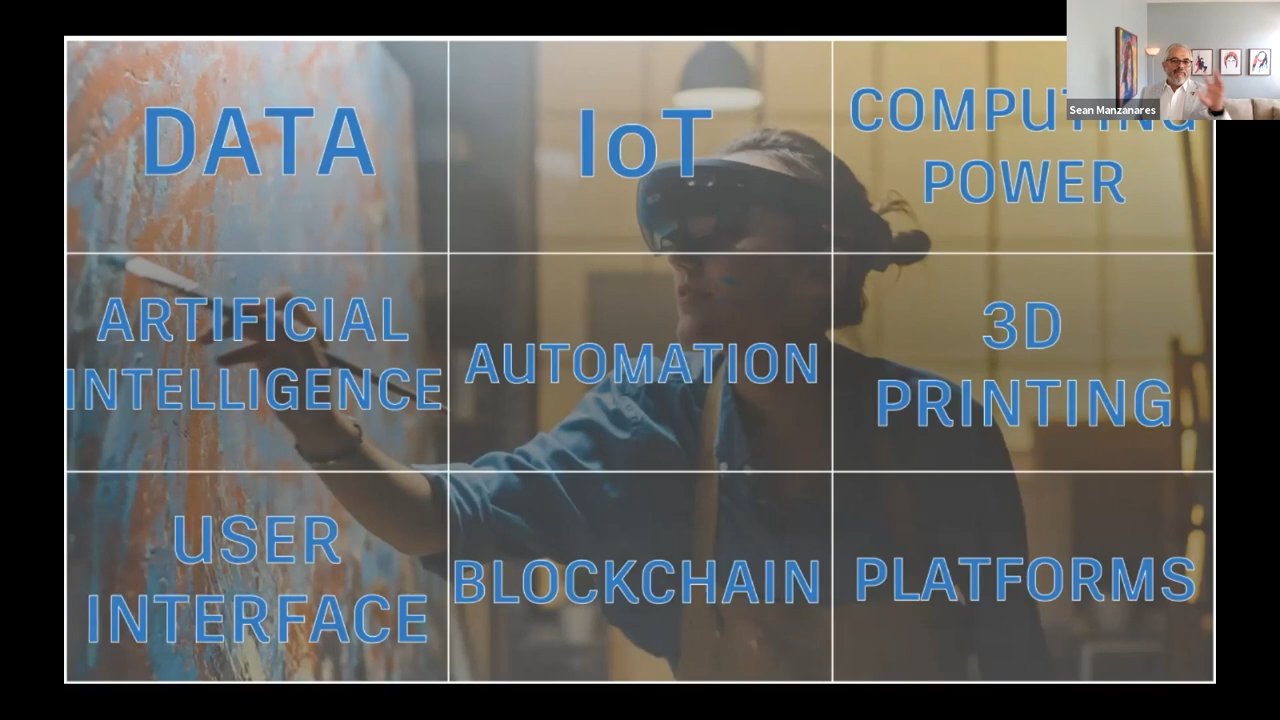 DATA
IoT
COMPUTING
POWER
Sean Manzanares
ARTIFICIAL
INTELLIGENCE
AUTOMATION
3D
PRINTING
USER
INTERFACE
BLOCKCHAIN
PLATFORMS